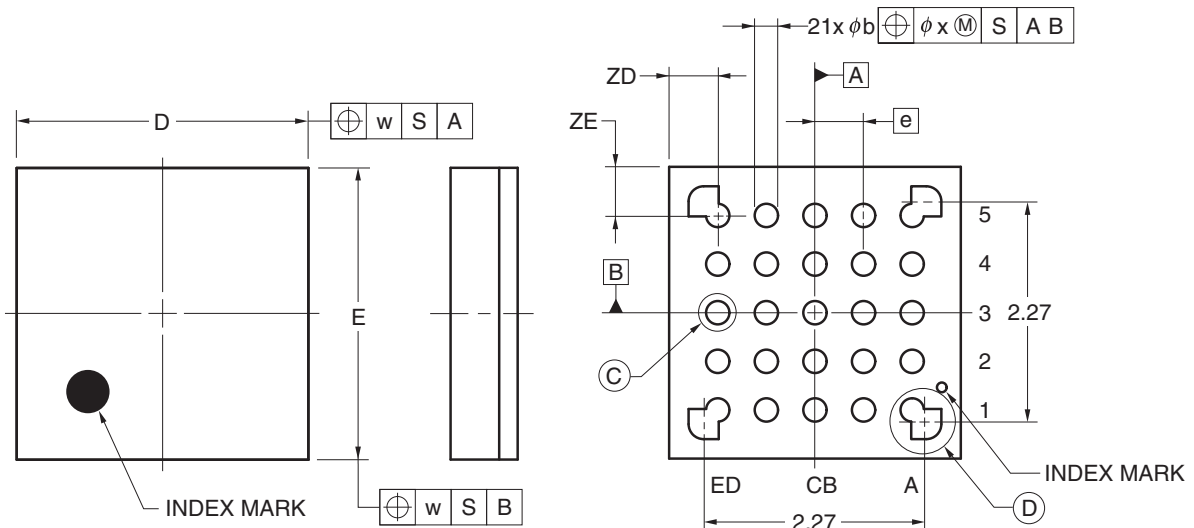 21x ϕb ⌖ ϕx Ⓜ S A B
ZD
A
D
⌖ w S A
ZE
e
5
B
4
E
3 2.27
C
2
1
INDEX MARK
INDEX MARK
ED CB A
D
⌖ w S B
2.27